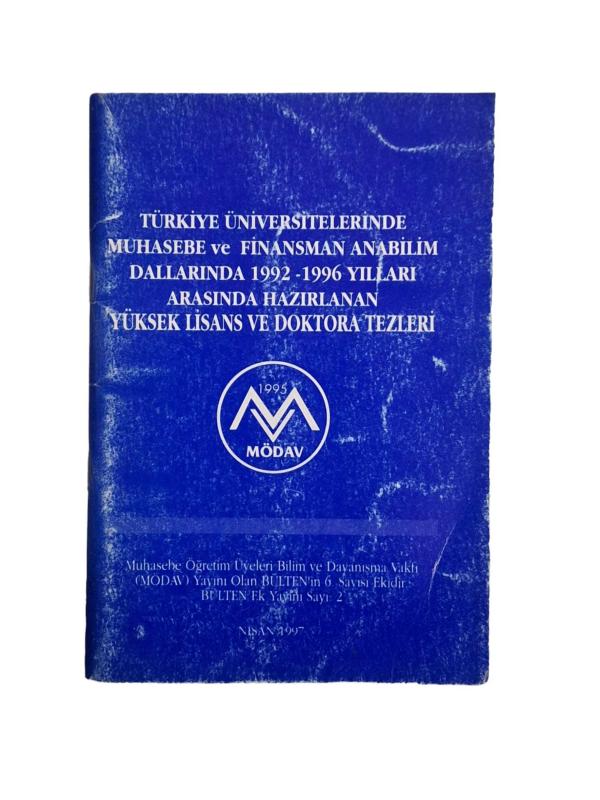 TÜRKİYE ÜNİVERSİTELERİNDE
MUHASEBE ve FİNANSMAN ANABİLİM
DALLARINDA 1992 -1996 YILLARI
ARASINDA HAZIRLANAN
YÜKSEK LİSANS VE DOKTORA TEZLERİ
1995
MÖDAV
Muhasebe Öğretim Üyeleri Bilim ve Dayanışma Vakfı
(MÖDAV) Yayını Olan BÜLTEN'in 6. Sayısı Ekidir.
BÜLTEN Ek Yayını Sayı: 2
NİSAN 1997